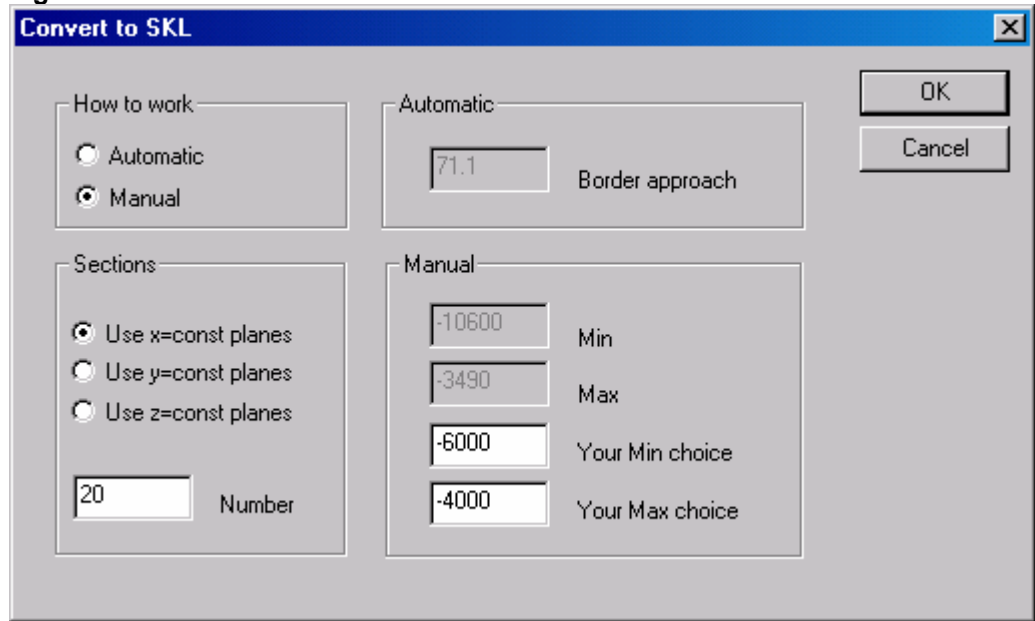 Convert to SKL
How to work
Automatic
Manual
Automatic
71.1
Border approach
OK
Cancel
Sections
Use x=const planes
Use y=const planes
Use z=const planes
20
Number
Manual
-10600
Min
-3490
Max
-6000
Your Min choice
-4000
Your Max choice